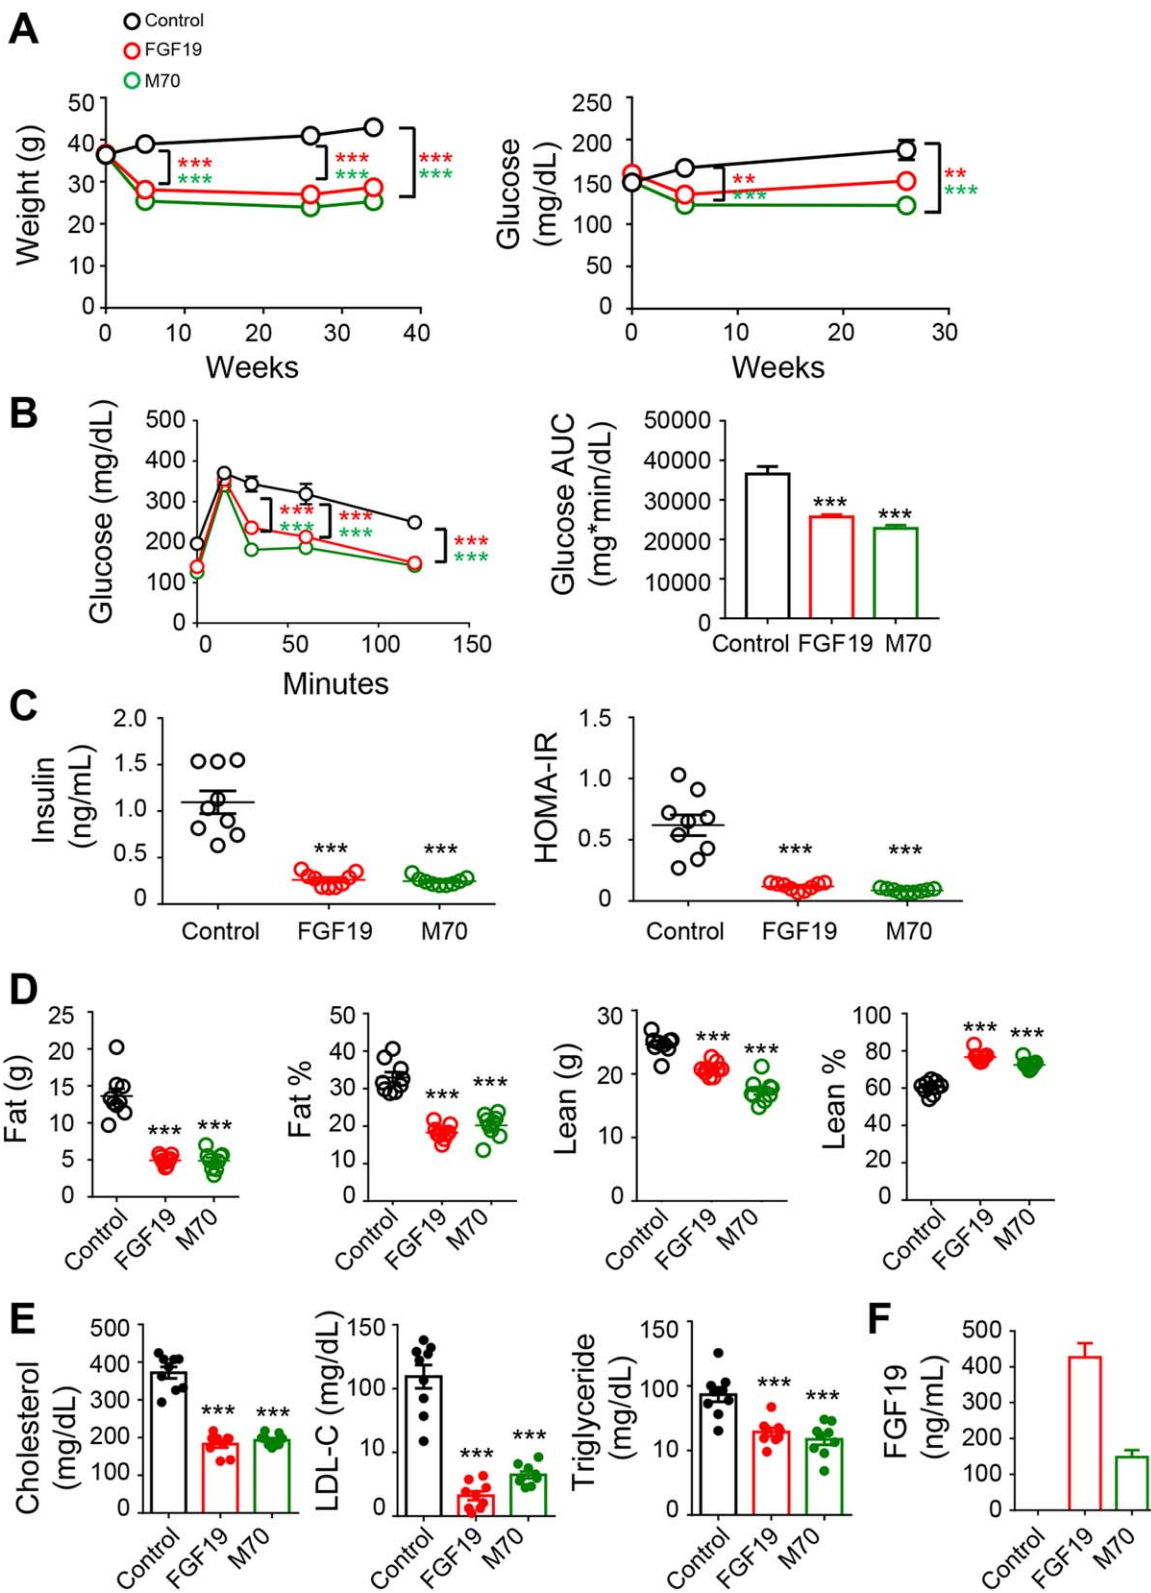 A
Control
FGF19
M70
Weight (g)
50
40
30
20
10
0
***
***
***
***
***
***
0 10 20 30 40
Weeks
Glucose
(mg/dL)
250
200
150
100
50
0
**
***
**
***
0 10 20 30
Weeks
B
Glucose (mg/dL)
500
400
300
200
100
0
***
***
***
***
***
***
0 50 100 150
Minutes
Glucose AUC
(mg*min/dL)
50000
40000
30000
20000
10000
0
*** ***
Control FGF19 M70
C
Insulin
(ng/mL)
2.0
1.5
1.0
0.5
0
*** ***
Control FGF19 M70
HOMA-IR
1.5
1.0
0.5
0
*** ***
Control FGF19 M70
D
Fat (g)
25
20
15
10
5
0
*** ***
Control FGF19 M70
Fat %
50
40
30
20
10
0
*** ***
Control FGF19 M70
Lean (g)
30
20
10
0
*** ***
Control FGF19 M70
Lean %
100
80
60
40
20
0
*** ***
Control FGF19 M70
E
Cholesterol
(mg/dL)
500
400
300
200
100
0
*** ***
Control FGF19 M70
LDL-C (mg/dL)
150
100
10
0
*** ***
Control FGF19 M70
Triglyceride
(mg/dL)
150
100
10
0
*** ***
Control FGF19 M70
F
FGF19
(ng/mL)
500
400
300
200
100
0
Control FGF19 M70